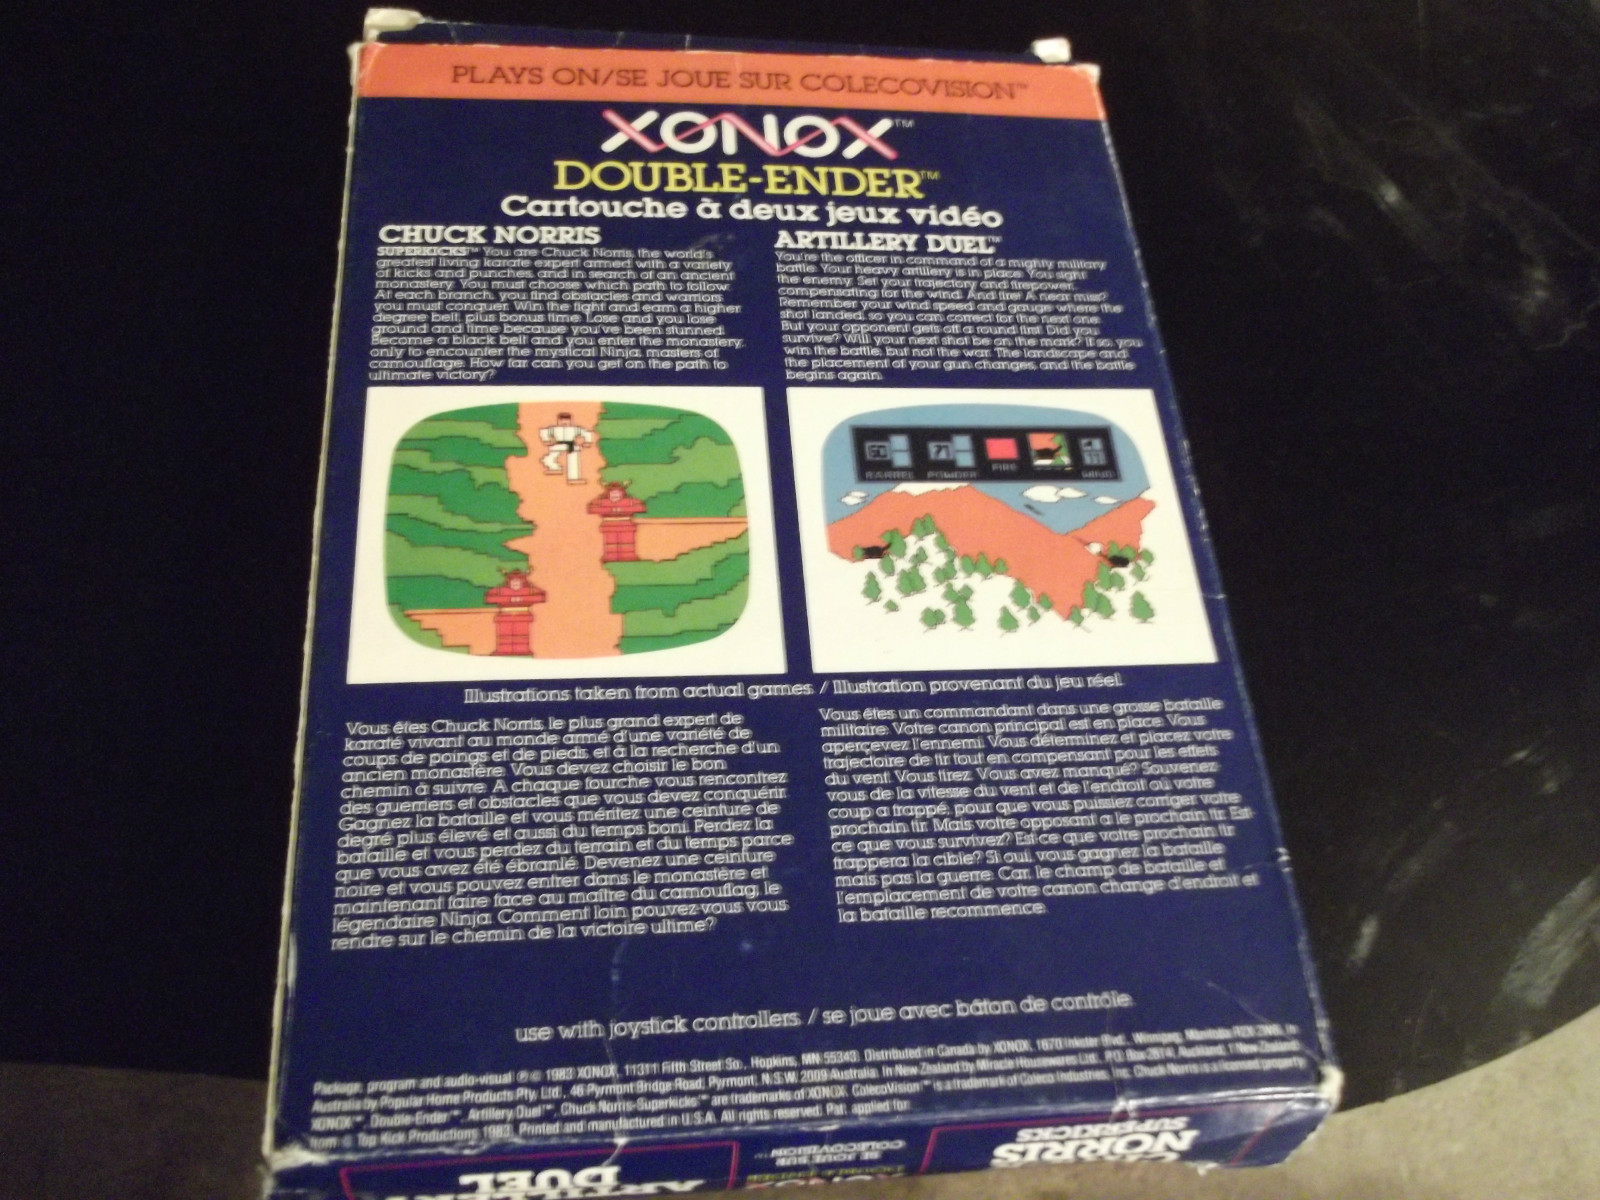 PLAYS ON/SE JOUE SUR COLECOVISION™
XONOX™
DOUBLE-ENDER™
Cartouche à deux jeux vidéo
CHUCK NORRIS
SUPERKICKS™ You are Chuck Norris, the world's
greatest living karate expert armed with a variety
of kicks and punches, and in search of an ancient
monastery. You must choose which path to follow.
At each branch, you find obstacles and warriors
you must conquer. Win the fight and earn a higher
degree belt, plus bonus time. Lose and you lose
ground and time because you've been stunned.
Become a black belt and you enter the monastery,
only to encounter the mystical Ninja, masters of
camouflage. How far can you get on the path to
ultimate victory?
ARTILLERY DUEL™
You're the officer in command of a mighty military
battle. Your heavy artillery is in place. You sight
the enemy. Set your trajectory and firepower,
compensating for the wind. And fire! A near miss?
Remember your wind speed and gauge where the
shot landed, so you can correct for the next one.
But your opponent gets off a round first. Did you
survive? Will your next shot be on the mark? If so, you
win the battle, but not the war. The landscape and
the placement of your gun changes, and the battle
begins again.
BARREL POWDER FIRE WIND
Illustrations taken from actual games. / Illustration provenant du jeu réel.
Vous êtes Chuck Norris, le plus grand expert de
karaté vivant au monde armé d'une variété de
coups de poings et de pieds, et à la recherche d'un
ancien monastère. Vous devez choisir le bon
chemin à suivre. A chaque fourche vous rencontrez
des guerriers et obstacles que vous devez conquérir.
Gagnez la bataille et vous méritez une ceinture de
degré plus élevé et aussi du temps boni. Perdez la
bataille et vous perdez du terrain et du temps parce
que vous avez été ébranlé. Devenez une ceinture
noire et vous pouvez entrer dans le monastère et
maintenant faire face au maître du camouflag, le
légendaire Ninja. Comment loin pouvez-vous vous
rendre sur le chemin de la victoire ultime?
Vous êtes un commandant dans une grosse bataille
militaire. Votre canon principal est en place. Vous
aperçevez l'ennemi. Vous déterminez et placez votre
trajectoire de tir tout en compensant pour les effets
du vent. Vous tirez. Vous avez manqué? Souvenez-
vous de la vitesse du vent et de l'endroit où votre
coup a frappé, pour que vous puissiez corriger votre
prochain tir. Mais votre opposant a le prochain tir. Est-
ce que vous survivez? Est-ce que votre prochain tir
frappera la cible? Si oui, vous gagnez la bataille
mais pas la guerre. Car, le champ de bataille et
l'emplacement de votre canon change d'endroit et
la bataille recommence.
use with joystick controllers. / se joue avec bâton de contrôle.
Package, program and audio-visual ℗ © 1983 XONOX, 11311 Fifth Street So., Hopkins, MN 55343. Distributed in Canada by XONOX, 1670 Inkster Blvd., Winnipeg, Manitoba R2X 2W8, In
Australia by Popular Home Products Pty. Ltd., 46 Pyrmont Bridge Road, Pyrmont, N.S.W. 2009 Australia. In New Zealand by Miracle Housewares Ltd., P.O. Box 2874, Auckland, 1 New Zealand.
XONOX™, Double-Ender™, Artillery Duel™, Chuck Norris-Superkicks™ are trademarks of XONOX. ColecoVision™ is a trademark of Coleco Industries, Inc. Chuck Norris is a licensed property
from © Top Kick Productions 1983. Printed and manufactured in U.S.A. All rights reserved. Pat. applied for.
ARTILLERY
DUEL
SE JOUE SUR
COLECOVISION™
XONOX
NORRIS
SUPERKICKS